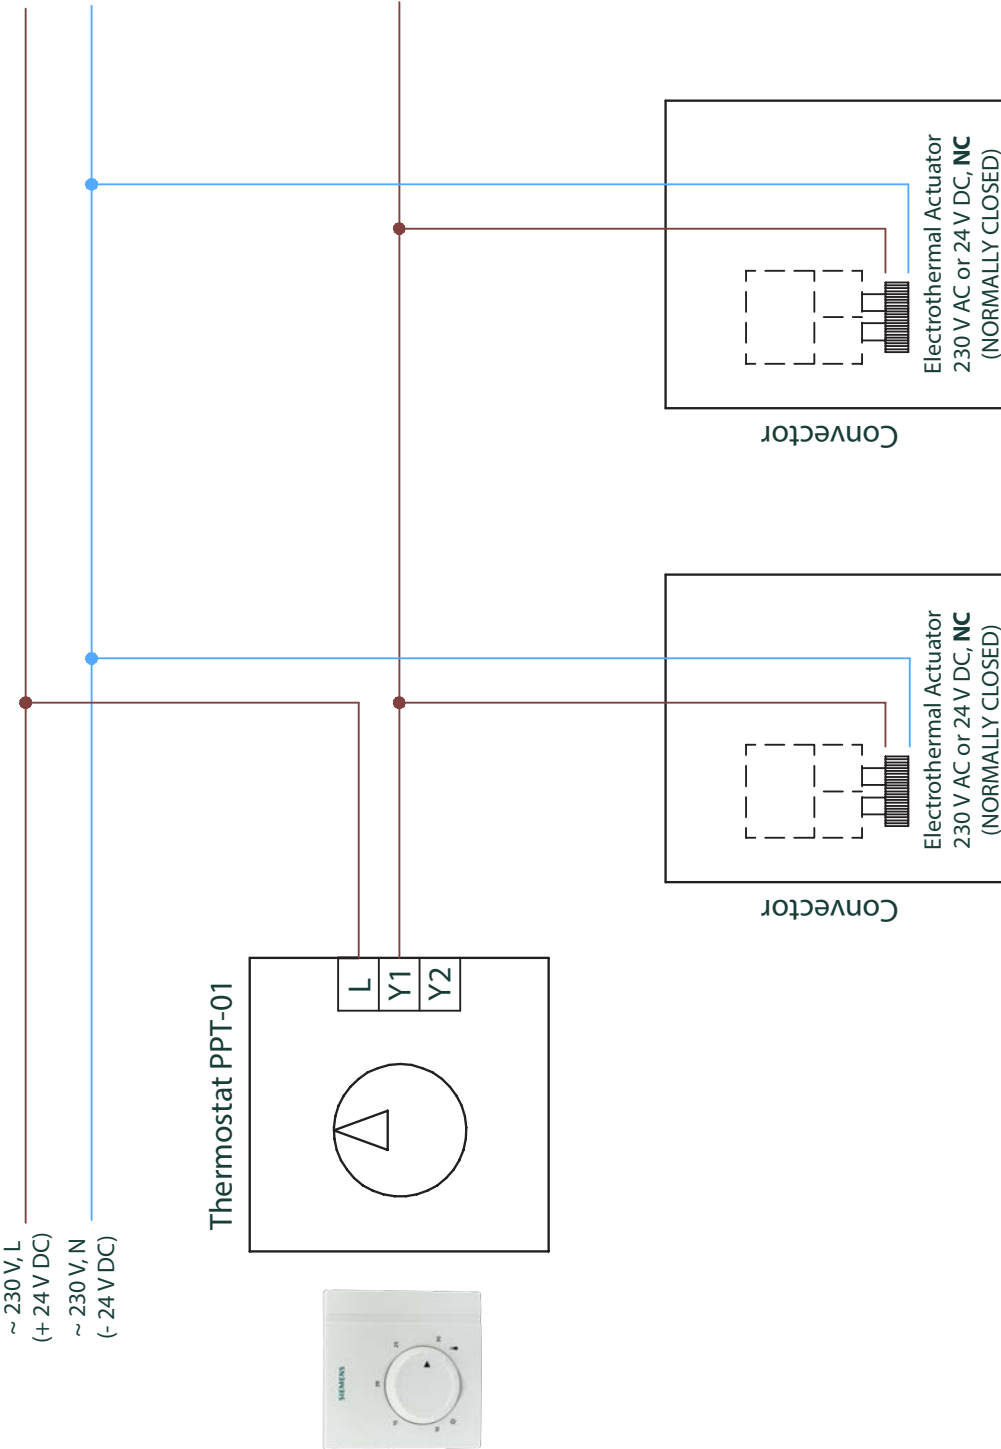 ~ 230 V, L
(+ 24 V DC)
~ 230 V, N
(- 24 V DC)
Thermostat PPT-01
L
Y1
Y2
SIEMENS
Convector
Electrothermal Actuator
230 V AC or 24 V DC, NC
(NORMALLY CLOSED)
Convector
Electrothermal Actuator
230 V AC or 24 V DC, NC
(NORMALLY CLOSED)